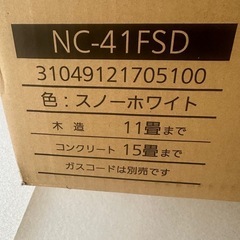 NC-41FSD
31049121705100
色:スノーホワイト
木造 11畳まで
コンクリート 15畳まで
ガスコードは別売です